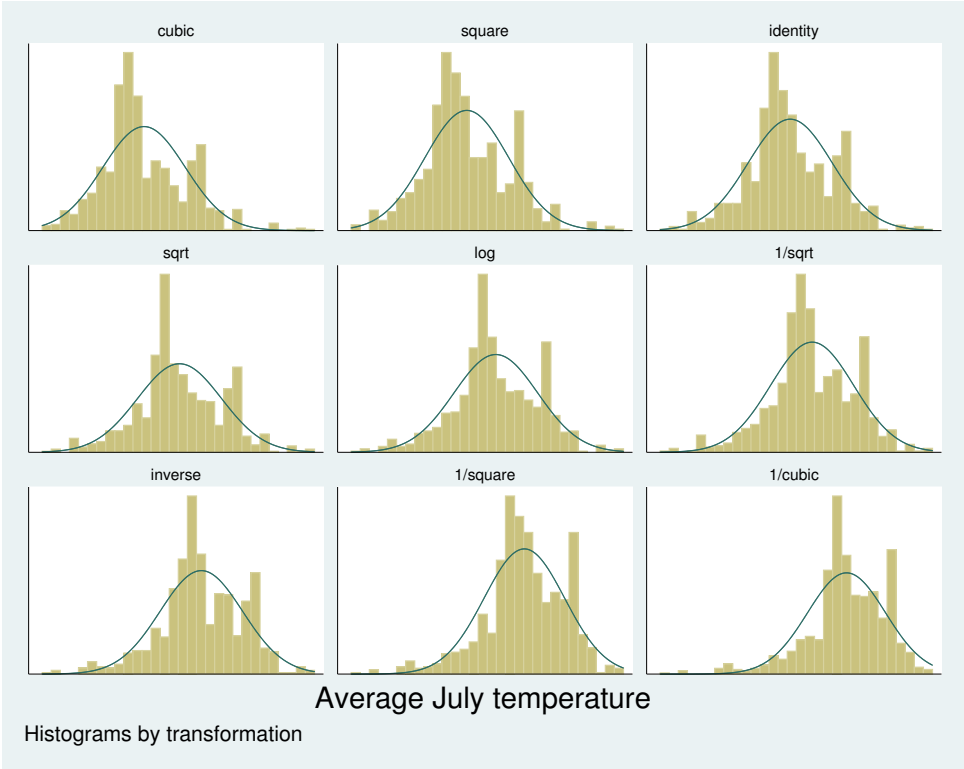 cubic
square
identity
sqrt
log
1/sqrt
inverse
1/square
1/cubic
Average July temperature
Histograms by transformation